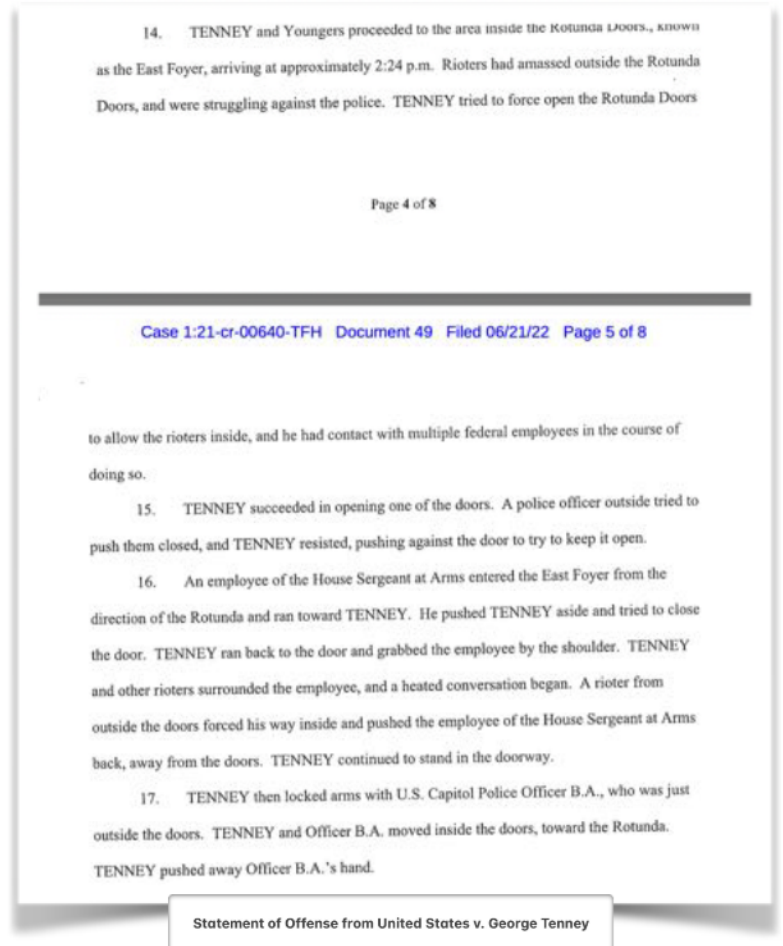 14. TENNEY and Youngers proceeded to the area inside the Rotunda Doors., known
as the East Foyer, arriving at approximately 2:24 p.m. Rioters had amassed outside the Rotunda
Doors, and were struggling against the police. TENNEY tried to force open the Rotunda Doors
Page 4 of 8
Case 1:21-cr-00640-TFH Document 49 Filed 06/21/22 Page 5 of 8
to allow the rioters inside, and he had contact with multiple federal employees in the course of
doing so.
15. TENNEY succeeded in opening one of the doors. A police officer outside tried to
push them closed, and TENNEY resisted, pushing against the door to try to keep it open.
16. An employee of the House Sergeant at Arms entered the East Foyer from the
direction of the Rotunda and ran toward TENNEY. He pushed TENNEY aside and tried to close
the door. TENNEY ran back to the door and grabbed the employee by the shoulder. TENNEY
and other rioters surrounded the employee, and a heated conversation began. A rioter from
outside the doors forced his way inside and pushed the employee of the House Sergeant at Arms
back, away from the doors. TENNEY continued to stand in the doorway.
17. TENNEY then locked arms with U.S. Capitol Police Officer B.A., who was just
outside the doors. TENNEY and Officer B.A. moved inside the doors, toward the Rotunda.
TENNEY pushed away Officer B.A.'s hand.
Statement of Offense from United States v. George Tenney